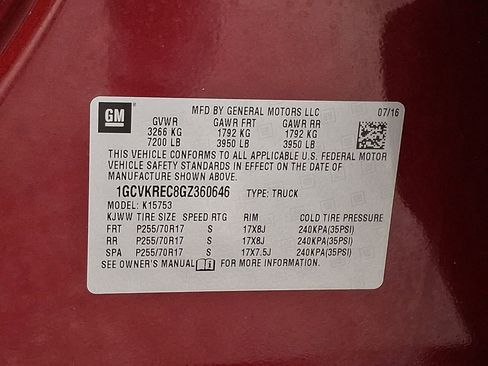 GM
MFD BY GENERAL MOTORS LLC 07/16
GVWR GAWR FRT GAWR RR
3266 KG 1792 KG 1792 KG
7200 LB 3950 LB 3950 LB
THIS VEHICLE CONFORMS TO ALL APPLICABLE U.S. FEDERAL MOTOR
VEHICLE SAFETY STANDARDS IN EFFECT ON THE DATE OF
MANUFACTURE SHOWN ABOVE.
1GCVKREC8GZ360646 TYPE: TRUCK
MODEL: K15753
KJWW TIRE SIZE SPEED RTG RIM COLD TIRE PRESSURE
FRT P255/70R17 S 17X8J 240KPA(35PSI)
RR P255/70R17 S 17X8J 240KPA(35PSI)
SPA P255/70R17 S 17X7.5J 240KPA(35PSI)
SEE OWNER'S MANUAL FOR MORE INFORMATION.